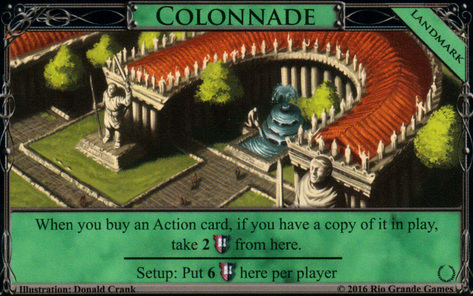 COLONNADE
LANDMARK
When you buy an Action card, if you have a copy of it in play,
take 2 from here.
Setup: Put 6 here per player
Illustration: Donald Crank
© 2016 Rio Grande Games